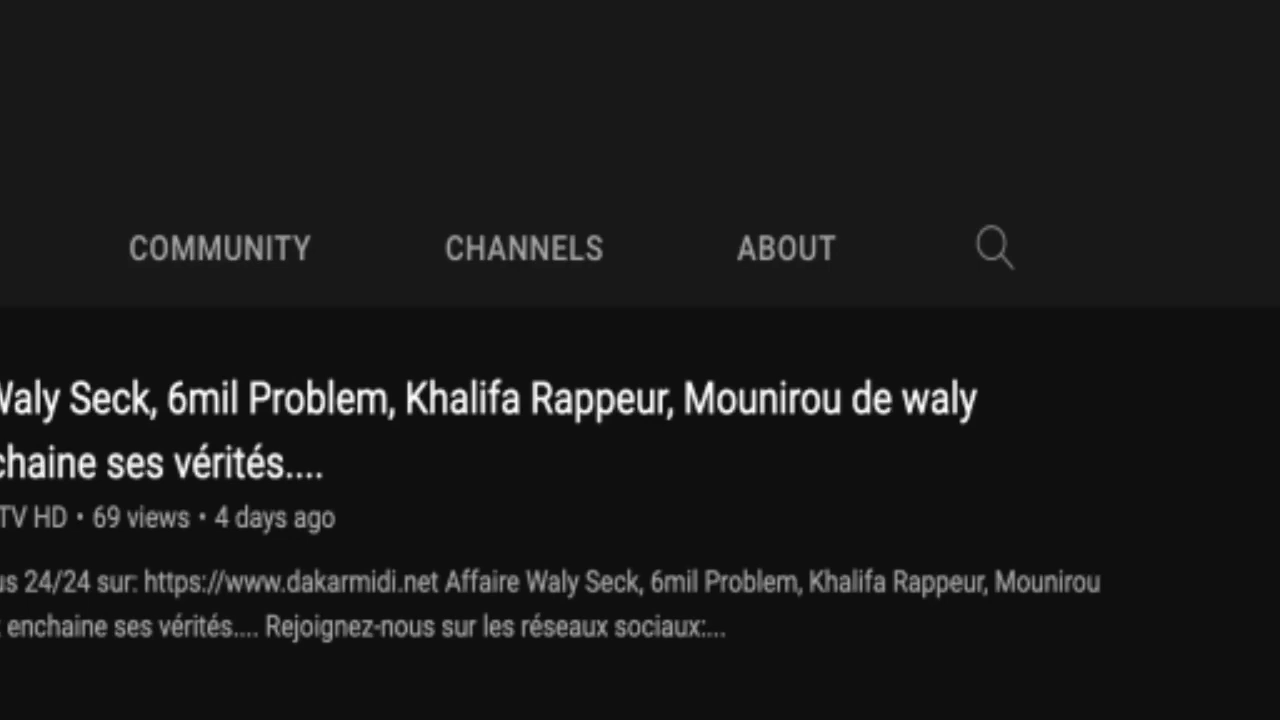 COMMUNITY CHANNELS ABOUT
Waly Seck, 6mil Problem, Khalifa Rappeur, Mounirou de waly
chaine ses vérités....
TV HD • 69 views • 4 days ago
us 24/24 sur: https://www.dakarmidi.net Affaire Waly Seck, 6mil Problem, Khalifa Rappeur, Mounirou
enchaine ses vérités.... Rejoignez-nous sur les réseaux sociaux:...